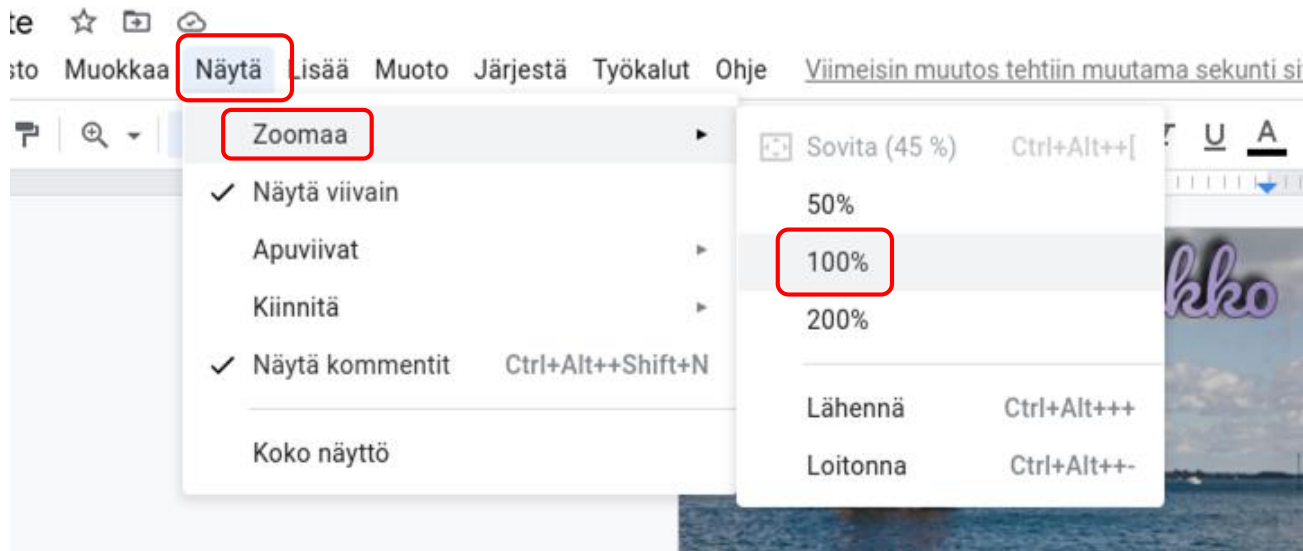 te
sto Muokkaa Näytä Lisää Muoto Järjestä Työkalut Ohje Viimeisin muutos tehtiin muutama sekunti si
Zoomaa
Näytä viivain
Apuviivat
Kiinnitä
Näytä kommentit Ctrl+Alt++Shift+N
Koko näyttö
Sovita (45 %) Ctrl+Alt++[
50%
100%
200%
Lähennä Ctrl+Alt+++
Loitonna Ctrl+Alt++-
U A
kko